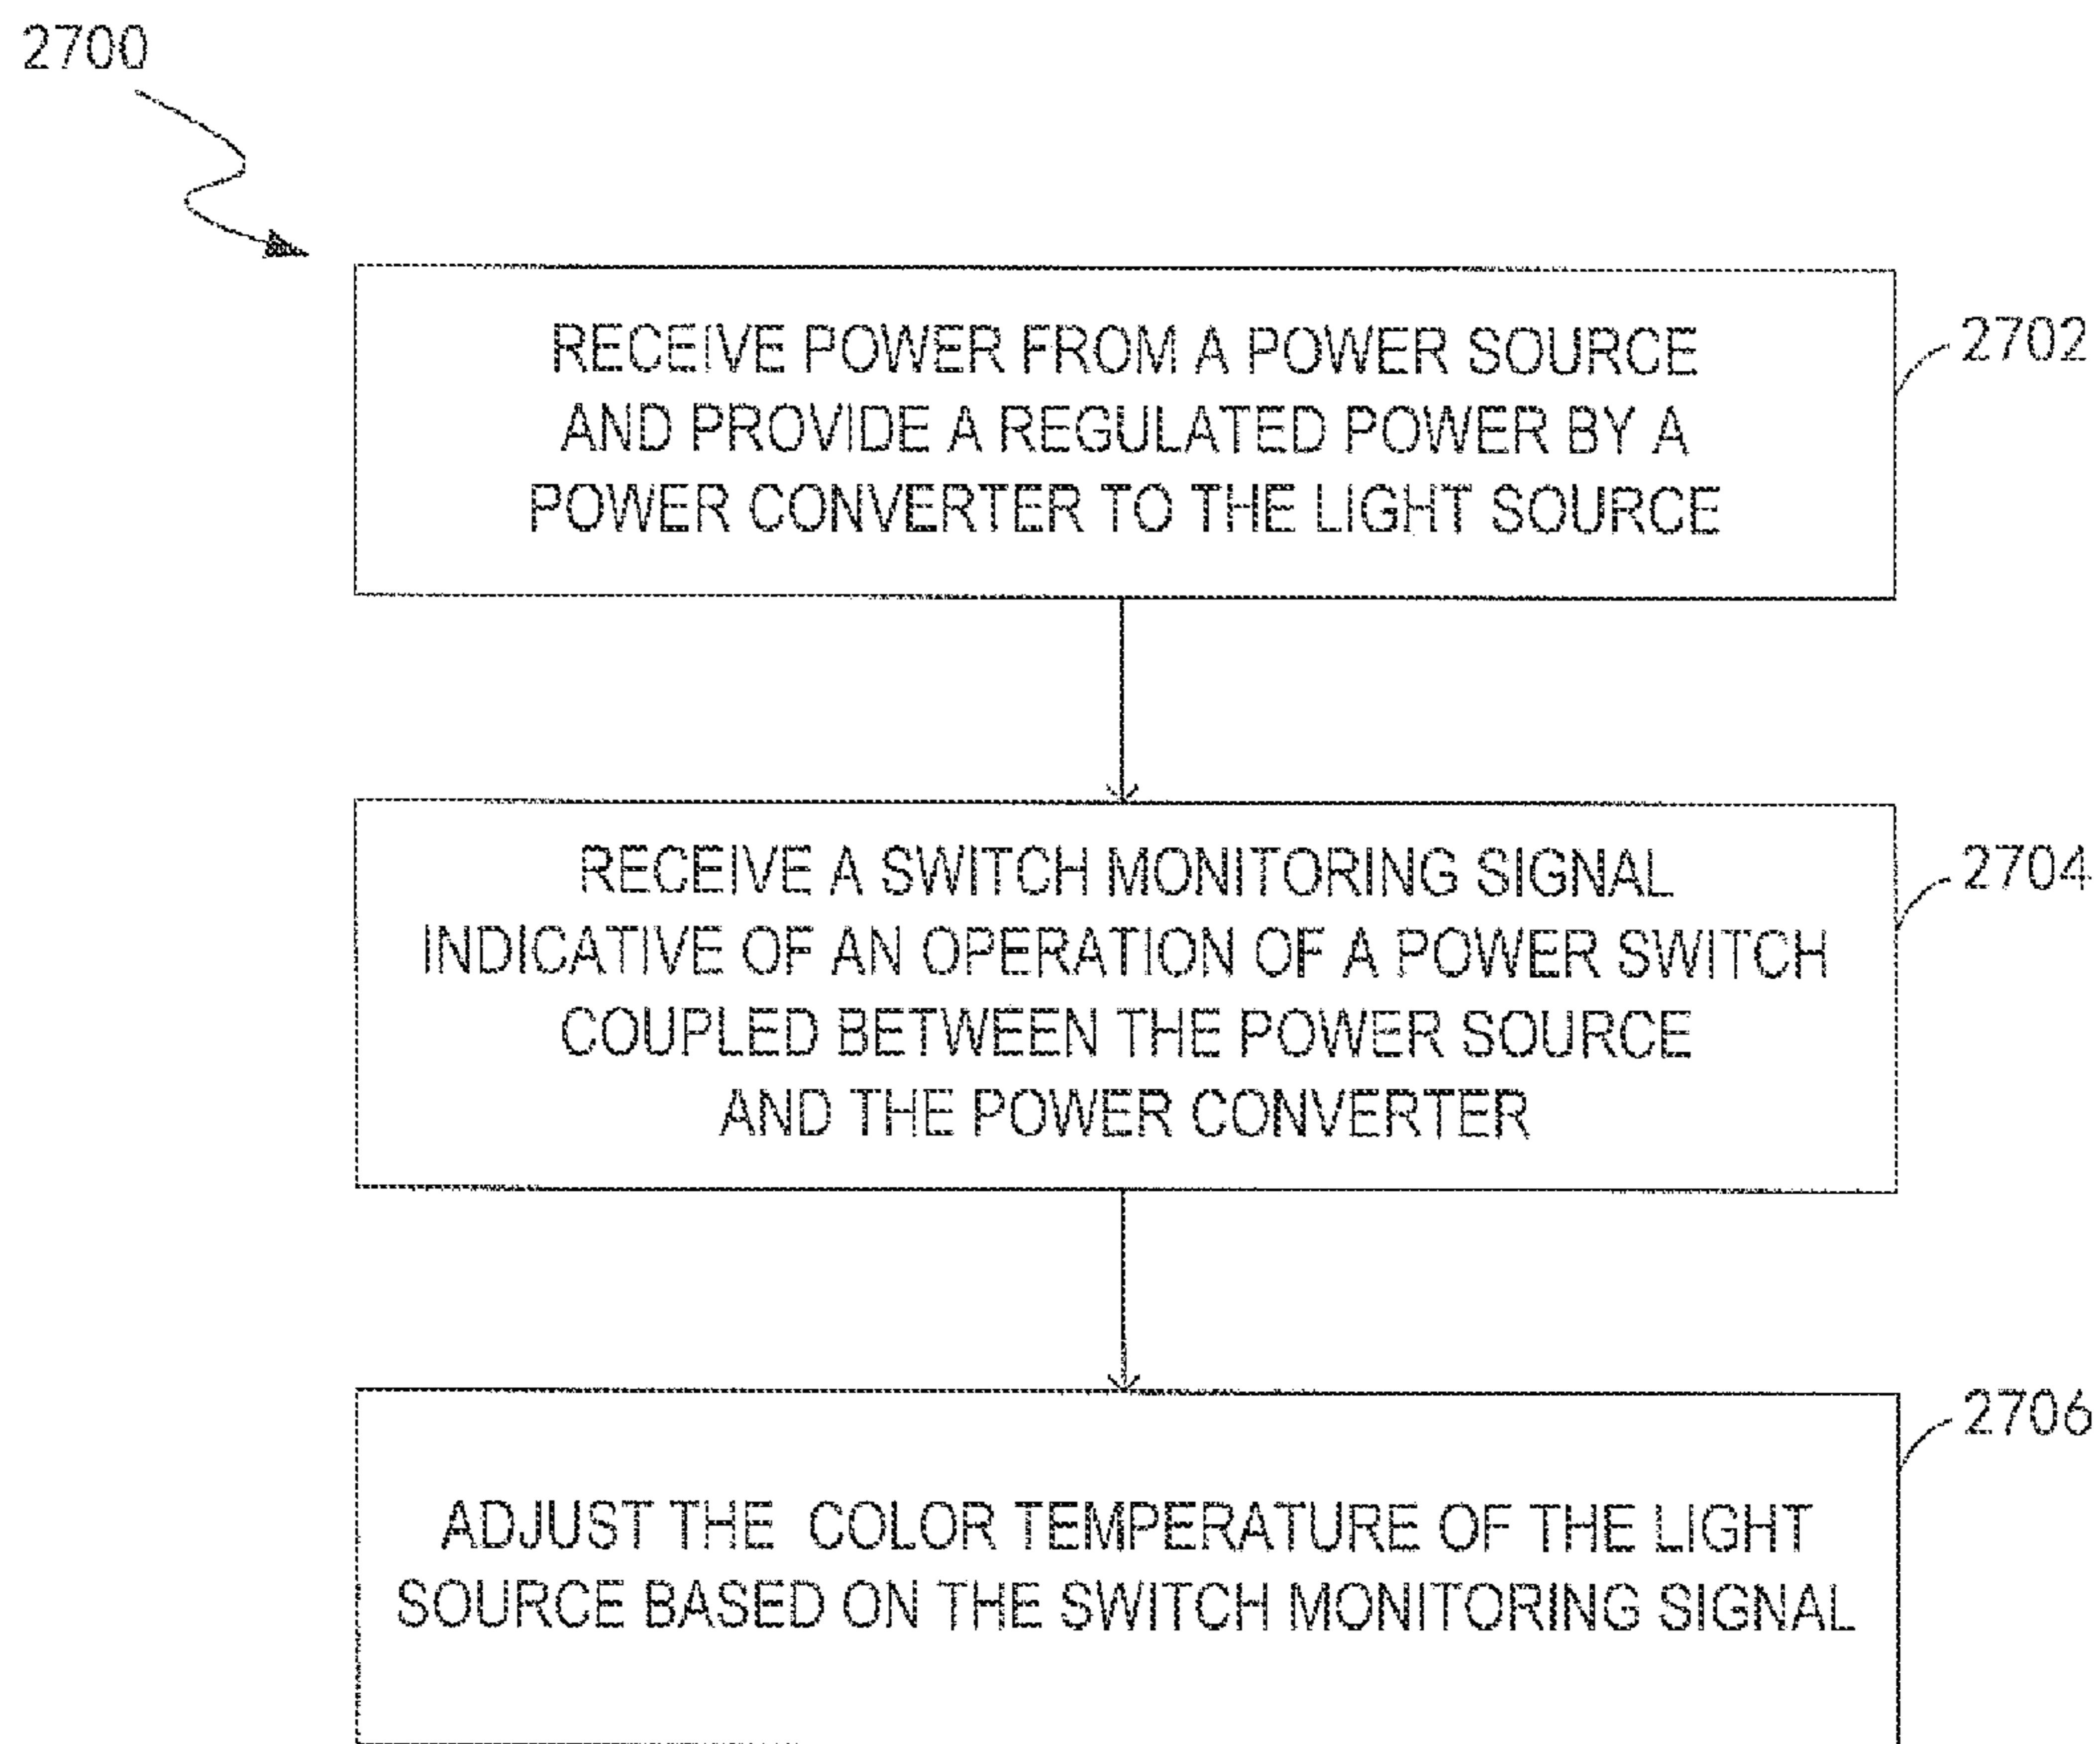 2700
RECEIVE POWER FROM A POWER SOURCE
AND PROVIDE A REGULATED POWER BY A
POWER CONVERTER TO THE LIGHT SOURCE
2702
RECEIVE A SWITCH MONITORING SIGNAL
INDICATIVE OF AN OPERATION OF A POWER SWITCH
COUPLED BETWEEN THE POWER SOURCE
AND THE POWER CONVERTER
2704
ADJUST THE COLOR TEMPERATURE OF THE LIGHT
SOURCE BASED ON THE SWITCH MONITORING SIGNAL
2706